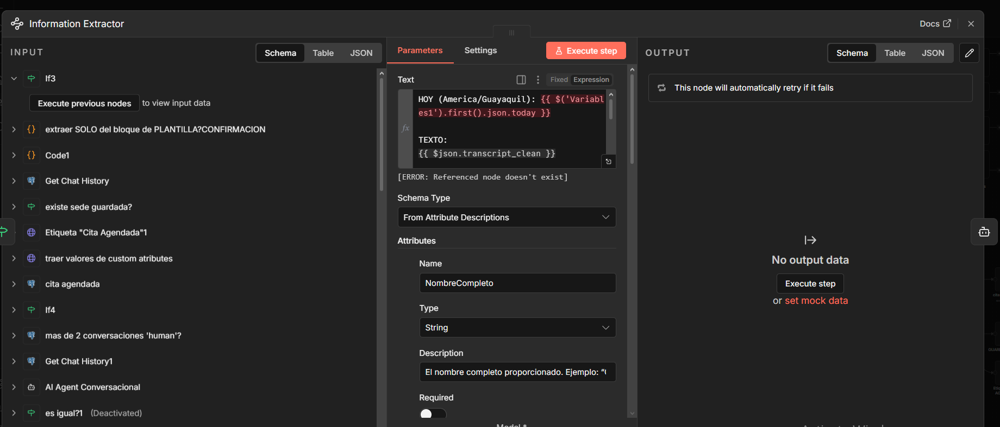 Information Extractor
Docs
INPUT
Schema
Table
JSON
If3
Execute previous nodes to view input data
extraer SOLO del bloque de PLANTILLA?CONFIRMACION
Code1
Get Chat History
existe sede guardada?
Etiqueta "Cita Agendada"1
traer valores de custom atributes
cita agendada
If4
mas de 2 conversaciones 'human'?
Get Chat History1
AI Agent Conversacional
es igual?1 (Deactivated)
Parameters
Settings
Execute step
Text
Fixed
Expression
fx
HOY (America/Guayaquil): {{ $('Variabl
es1').first().json.today }}
TEXTO:
{{ $json.transcript_clean }}
[ERROR: Referenced node doesn't exist]
Schema Type
From Attribute Descriptions
Attributes
Name
NombreCompleto
Type
String
Description
El nombre completo proporcionado. Ejemplo: “
Required
Model *
OUTPUT
Schema
Table
JSON
This node will automatically retry if it fails
No output data
Execute step
or set mock data